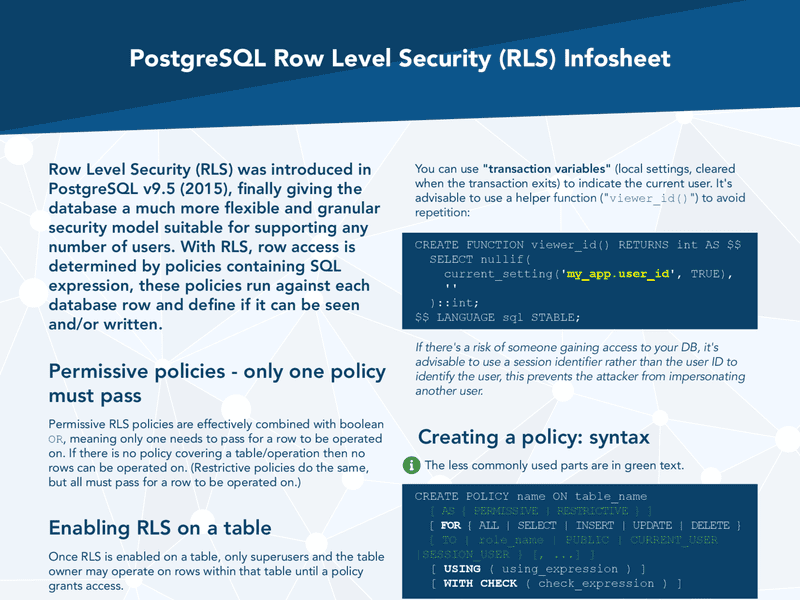 PostgreSQL Row Level Security (RLS) Infosheet
Row Level Security (RLS) was introduced in
PostgreSQL v9.5 (2015), finally giving the
database a much more flexible and granular
security model suitable for supporting any
number of users. With RLS, row access is
determined by policies containing SQL
expression, these policies run against each
database row and define if it can be seen
and/or written.
Permissive policies - only one policy
must pass
Permissive RLS policies are effectively combined with boolean
OR, meaning only one needs to pass for a row to be operated
on. If there is no policy covering a table/operation then no
rows can be operated on. (Restrictive policies do the same,
but all must pass for a row to be operated on.)
Enabling RLS on a table
Once RLS is enabled on a table, only superusers and the table
owner may operate on rows within that table until a policy
grants access.
You can use "transaction variables" (local settings, cleared
when the transaction exits) to indicate the current user. It's
advisable to use a helper function ("viewer_id()") to avoid
repetition:
CREATE FUNCTION viewer_id() RETURNS int AS $$
SELECT nullif(
current_setting('my_app.user_id', TRUE),
''
)::int;
$$ LANGUAGE sql STABLE;
If there's a risk of someone gaining access to your DB, it's
advisable to use a session identifier rather than the user ID to
identify the user, this prevents the attacker from impersonating
another user.
Creating a policy: syntax
i The less commonly used parts are in green text.
CREATE POLICY name ON table_name
[ AS { PERMISSIVE | RESTRICTIVE } ]
[ FOR { ALL | SELECT | INSERT | UPDATE | DELETE }
[ TO { role_name | PUBLIC | CURRENT_USER
|SESSION_USER } [, ...] ]
[ USING ( using_expression ) ]
[ WITH CHECK ( check_expression ) ]